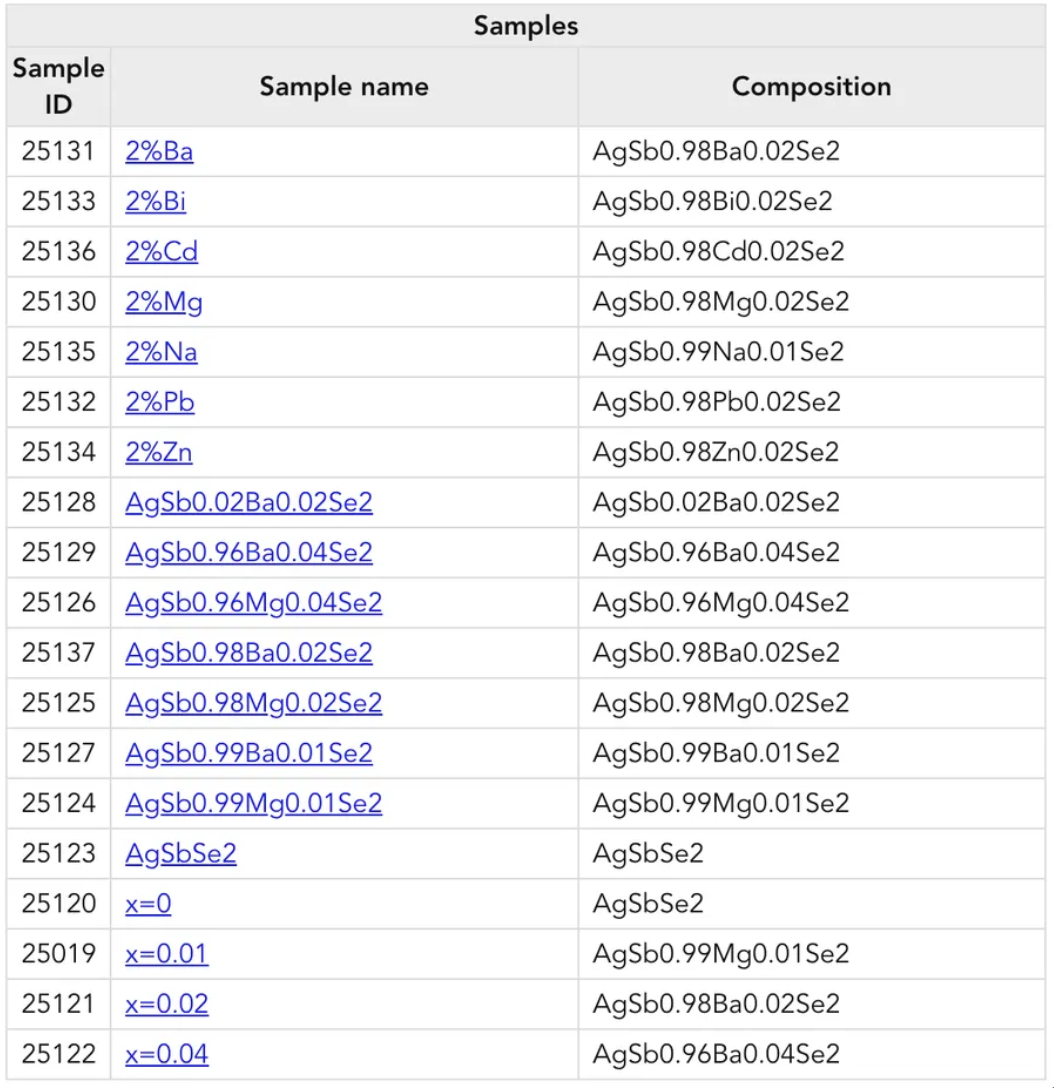 Samples
Sample ID Sample name Composition
25131 2%Ba AgSb0.98Ba0.02Se2
25133 2%Bi AgSb0.98Bi0.02Se2
25136 2%Cd AgSb0.98Cd0.02Se2
25130 2%Mg AgSb0.98Mg0.02Se2
25135 2%Na AgSb0.99Na0.01Se2
25132 2%Pb AgSb0.98Pb0.02Se2
25134 2%Zn AgSb0.98Zn0.02Se2
25128 AgSb0.02Ba0.02Se2 AgSb0.02Ba0.02Se2
25129 AgSb0.96Ba0.04Se2 AgSb0.96Ba0.04Se2
25126 AgSb0.96Mg0.04Se2 AgSb0.96Mg0.04Se2
25137 AgSb0.98Ba0.02Se2 AgSb0.98Ba0.02Se2
25125 AgSb0.98Mg0.02Se2 AgSb0.98Mg0.02Se2
25127 AgSb0.99Ba0.01Se2 AgSb0.99Ba0.01Se2
25124 AgSb0.99Mg0.01Se2 AgSb0.99Mg0.01Se2
25123 AgSbSe2 AgSbSe2
25120 x=0 AgSbSe2
25019 x=0.01 AgSb0.99Mg0.01Se2
25121 x=0.02 AgSb0.98Ba0.02Se2
25122 x=0.04 AgSb0.96Ba0.04Se2